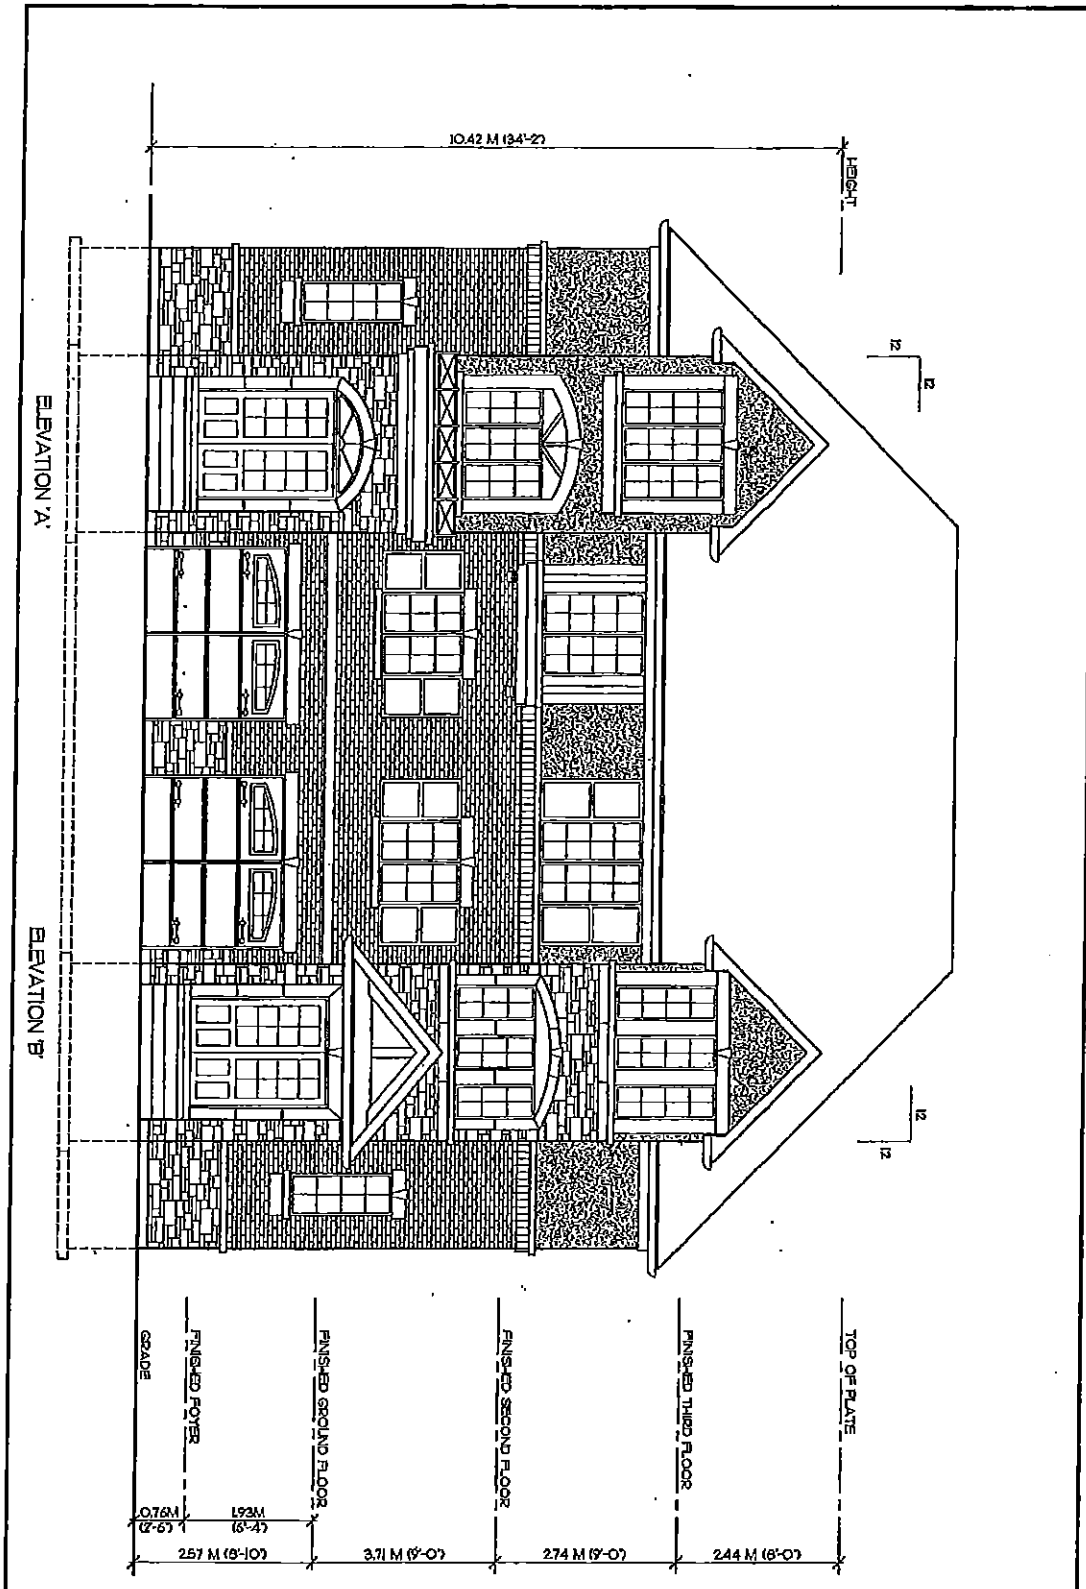 10.42 M (34'-2")
HEIGHT
12
12
12
12
ELEVATION 'A'
ELEVATION 'B'
TOP OF PLATE
FINISHED THIRD FLOOR
FINISHED SECOND FLOOR
FINISHED GROUND FLOOR
FINISHED FOYER
GRADE
2.44 M (8'-0")
2.74 M (9'-0")
3.71 M (9'-0")
2.57 M (8'-10")
1.93M
(6'-4")
0.76M
(2'-6")